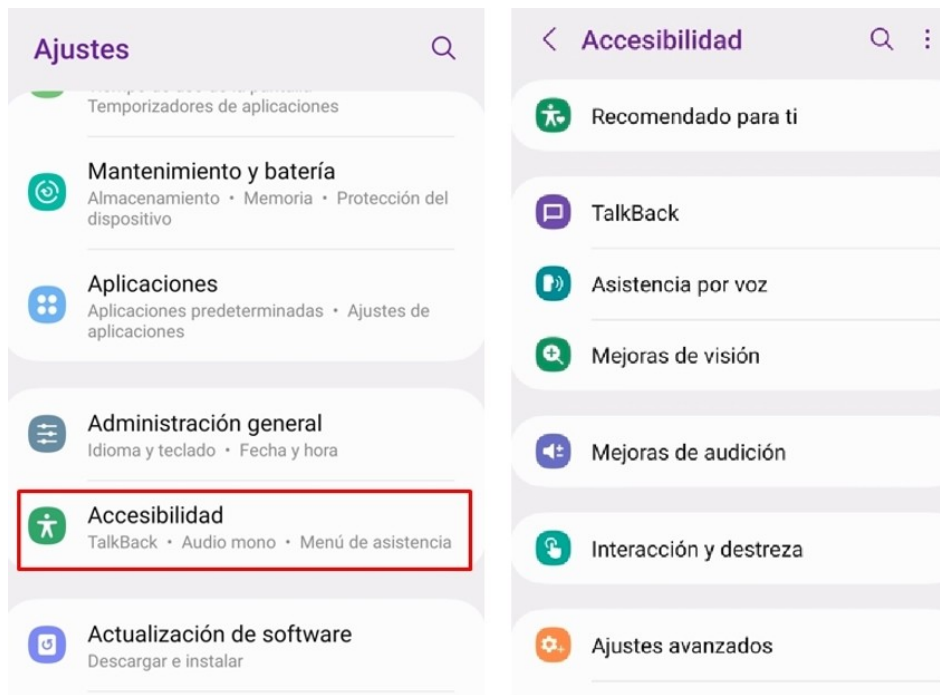 Ajustes
Temporizadores de aplicaciones
Mantenimiento y batería
Almacenamiento • Memoria • Protección del
dispositivo
Aplicaciones
Aplicaciones predeterminadas • Ajustes de
aplicaciones
Administración general
Idioma y teclado • Fecha y hora
Accesibilidad
TalkBack • Audio mono • Menú de asistencia
Actualización de software
Descargar e instalar
Accesibilidad
Recomendado para ti
TalkBack
Asistencia por voz
Mejoras de visión
Mejoras de audición
Interacción y destreza
Ajustes avanzados